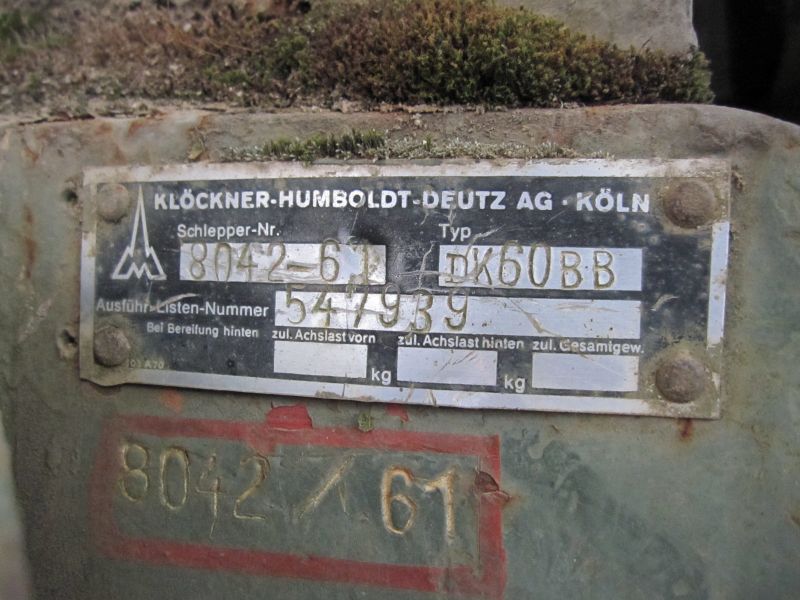 KLÖCKNER-HUMBOLDT-DEUTZ AG · KÖLN
Schlepper-Nr. Typ
8042-61 DK60BB
Ausführ.-Listen-Nummer 547939
Bei Bereifung hinten zul. Achslast vorn zul. Achslast hinten zul. Gesamtgew.
kg kg
8042/61